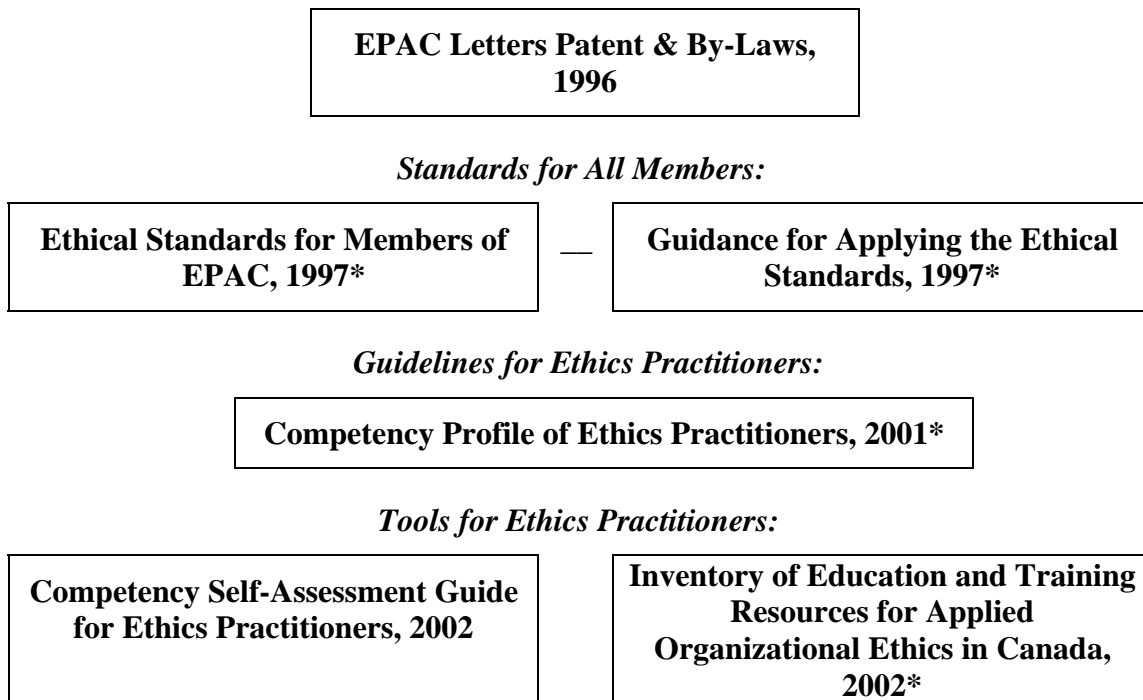 EPAC Letters Patent & By-Laws,
1996
Standards for All Members:
Ethical Standards for Members of
EPAC, 1997*
—
Guidance for Applying the Ethical
Standards, 1997*
Guidelines for Ethics Practitioners:
Competency Profile of Ethics Practitioners, 2001*
Tools for Ethics Practitioners:
Competency Self-Assessment Guide
for Ethics Practitioners, 2002
Inventory of Education and Training
Resources for Applied
Organizational Ethics in Canada,
2002*